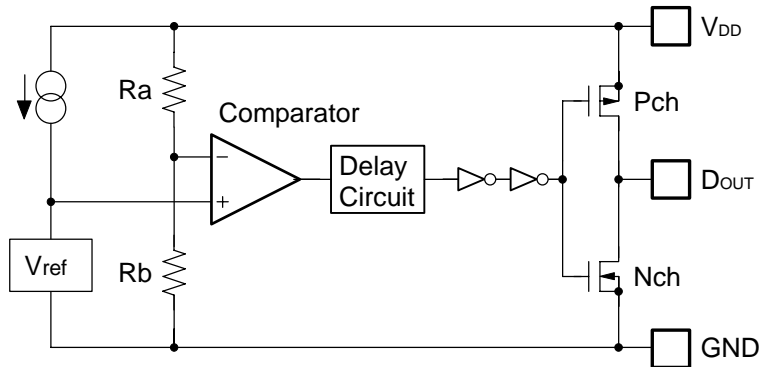 VDD
Ra
Pch
Comparator
−
Delay
Circuit
DOUT
+
Vref
Rb
Nch
GND